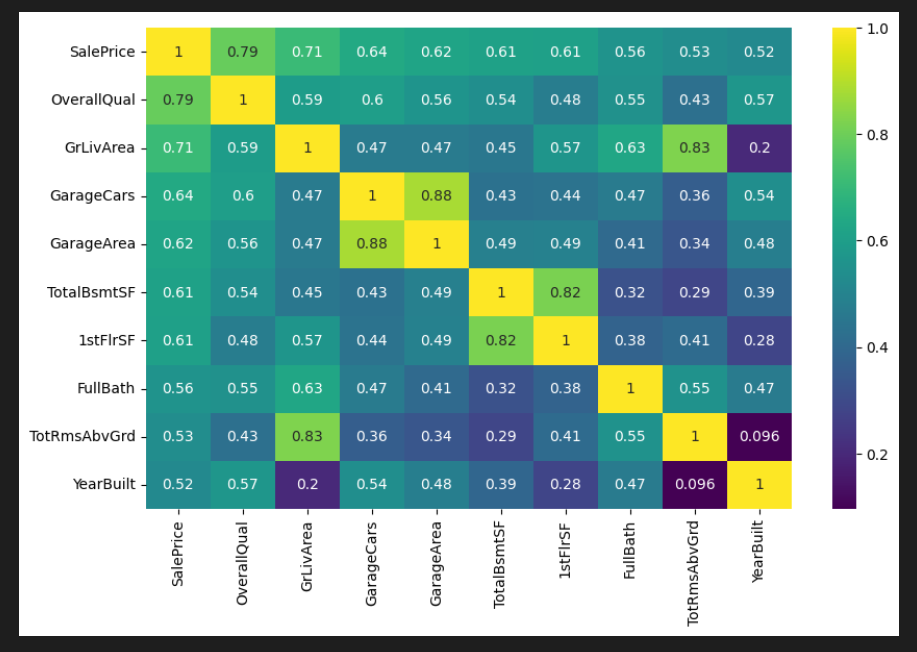 SalePrice 1 0.79 0.71 0.64 0.62 0.61 0.61 0.56 0.53 0.52
OverallQual 0.79 1 0.59 0.6 0.56 0.54 0.48 0.55 0.43 0.57
GrLivArea 0.71 0.59 1 0.47 0.47 0.45 0.57 0.63 0.83 0.2
GarageCars 0.64 0.6 0.47 1 0.88 0.43 0.44 0.47 0.36 0.54
GarageArea 0.62 0.56 0.47 0.88 1 0.49 0.49 0.41 0.34 0.48
TotalBsmtSF 0.61 0.54 0.45 0.43 0.49 1 0.82 0.32 0.29 0.39
1stFlrSF 0.61 0.48 0.57 0.44 0.49 0.82 1 0.38 0.41 0.28
FullBath 0.56 0.55 0.63 0.47 0.41 0.32 0.38 1 0.55 0.47
TotRmsAbvGrd 0.53 0.43 0.83 0.36 0.34 0.29 0.41 0.55 1 0.096
YearBuilt 0.52 0.57 0.2 0.54 0.48 0.39 0.28 0.47 0.096 1
SalePrice OverallQual GrLivArea GarageCars GarageArea TotalBsmtSF 1stFlrSF FullBath TotRmsAbvGrd YearBuilt
1.0
0.8
0.6
0.4
0.2